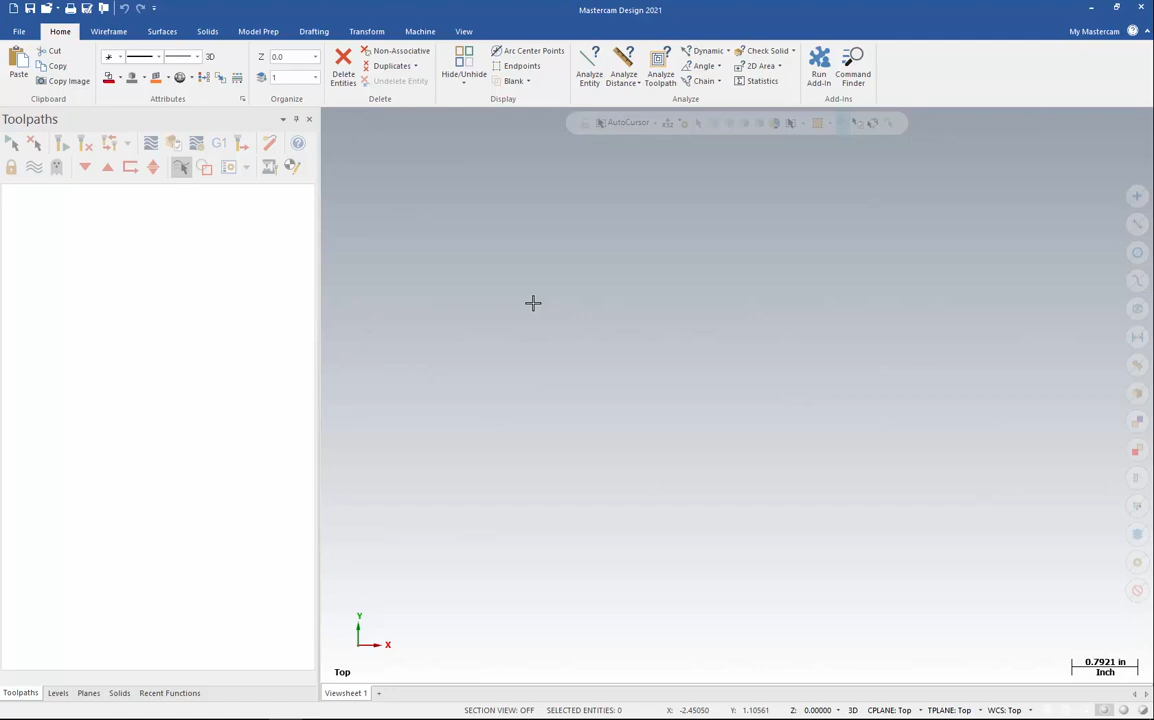 Mastercam Design 2021
File Home Wireframe Surfaces Solids Model Prep Drafting Transform Machine View My Mastercam
Paste
Cut
Copy
Copy Image
Clipboard
3D
Attributes
Z 0.0
1
Organize
Delete
Entities
Non-Associative
Duplicates
Undelete Entity
Delete
Hide/Unhide
Arc Center Points
Endpoints
Blank
Display
Analyze
Entity
Analyze
Distance
Analyze
Toolpath
Dynamic
Angle
Chain
Check Solid
2D Area
Statistics
Analyze
Run
Add-In
Command
Finder
Add-Ins
Toolpaths
G1
AutoCursor
Y
X
Top
0.7921 in
Inch
Toolpaths Levels Planes Solids Recent Functions
Viewsheet 1 +
SECTION VIEW: OFF SELECTED ENTITIES: 0 X: -2.45050 Y: 1.10561 Z: 0.00000 3D CPLANE: Top TPLANE: Top WCS: Top